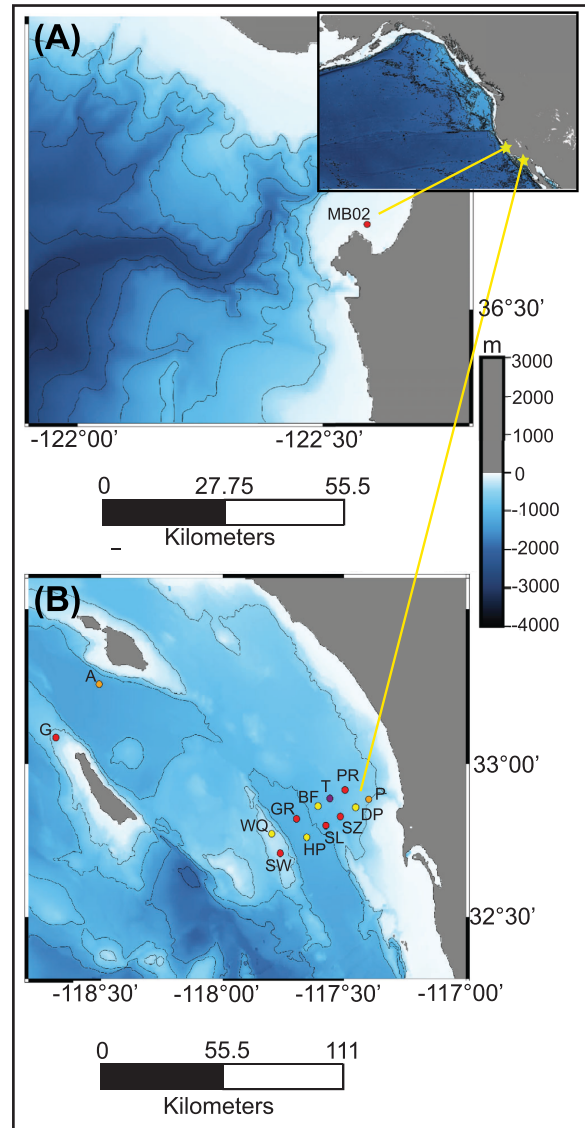 (A)
MB02
36°30'
-122°00'
-122°30'
m
3000
2000
1000
0
-1000
-2000
-3000
-4000
0
27.75
55.5
Kilometers
(B)
A
G
33°00'
PR
T
P
BF
DP
GR
SZ
WQ
SL
HP
SW
32°30'
-118°30'
-118°00'
-117°30'
-117°00'
0
55.5
111
Kilometers